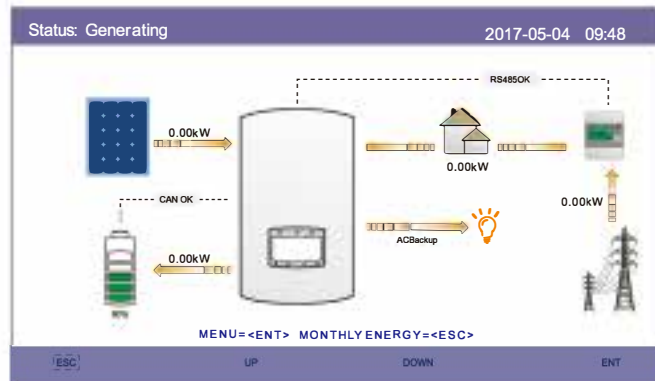 Status: Generating
2017-05-04 09:48
RS485OK
0.00kW
0.00kW
CAN OK
0.00kW
0.00kW
ACBackup
MENU=<ENT> MONTHLY ENERGY=<ESC>
ESC
UP
DOWN
ENT